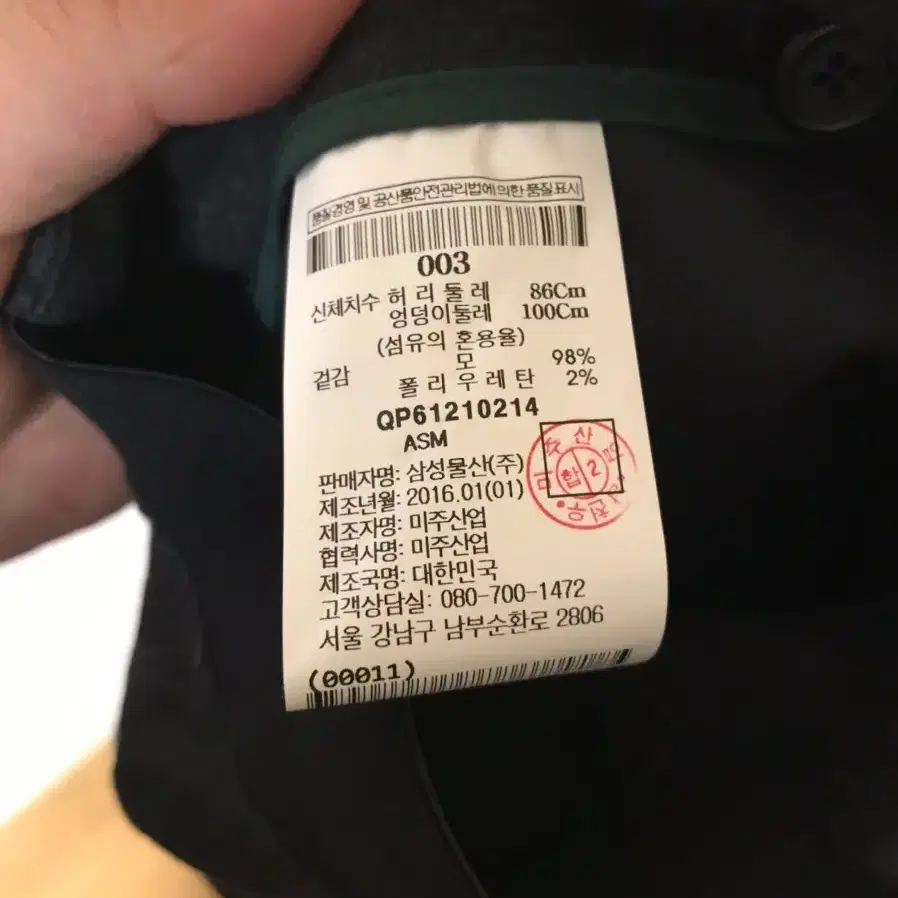 품질경영 및 공산품안전관리법에 의한 품질표시
003
신체치수 허리둘레 86Cm
엉덩이둘레 100Cm
(섬유의 혼용율)
겉감 모 98%
폴리우레탄 2%
QP61210214
ASM
판매자명: 삼성물산(주)
제조년월: 2016.01(01)
제조자명: 미주산업
협력사명: 미주산업
제조국명: 대한민국
고객상담실: 080-700-1472
서울 강남구 남부순환로 2806
(00011)
합 2